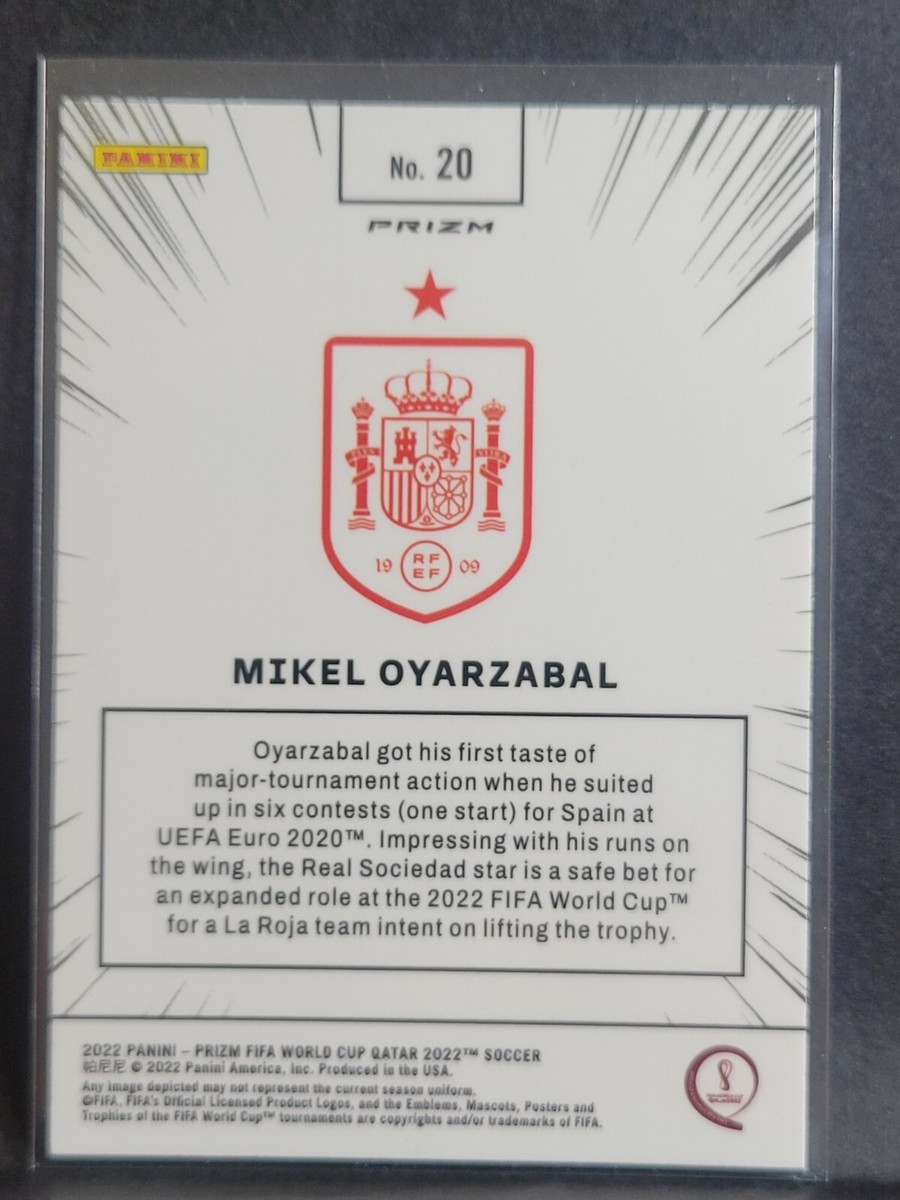 PANINI
No. 20
PRIZM
PLVS VLTRA
19 RF EF 09
MIKEL OYARZABAL
Oyarzabal got his first taste of
major-tournament action when he suited
up in six contests (one start) for Spain at
UEFA Euro 2020™. Impressing with his runs on
the wing, the Real Sociedad star is a safe bet for
an expanded role at the 2022 FIFA World Cup™
for a La Roja team intent on lifting the trophy.
2022 PANINI – PRIZM FIFA WORLD CUP QATAR 2022™ SOCCER
帕尼尼 © 2022 Panini America, Inc. Produced in the USA.
Any image depicted may not represent the current season uniform.
©FIFA, FIFA's Official Licensed Product Logos, and the Emblems, Mascots, Posters and
Trophies of the FIFA World Cup™ tournaments are copyrights and/or trademarks of FIFA.